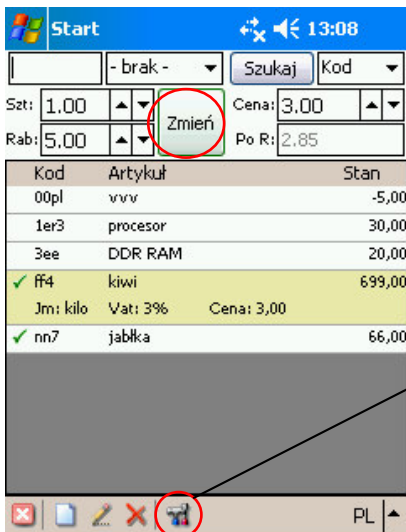 Start 13:08
- brak - Szukaj Kod
Szt: 1.00 Zmień Cena: 3.00
Rab: 5.00 Po R: 2.85
Kod Artykuł Stan
00pl vvv -5,00
1er3 procesor 30,00
3ee DDR RAM 20,00
ff4 kiwi 699,00
Jm: kilo Vat: 3% Cena: 3,00
nn7 jabłka 66,00
PL